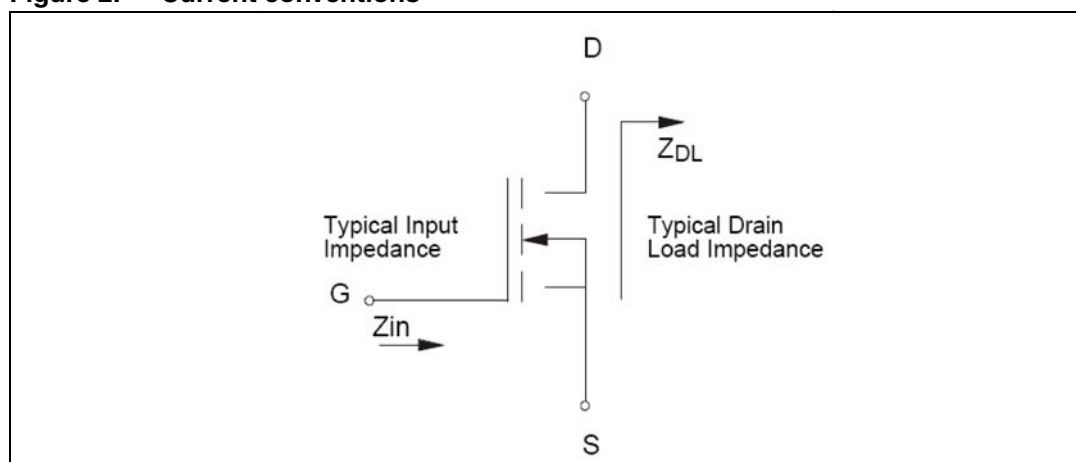 Figure 2. Current conventions
D
ZDL
Typical Input
Impedance
Typical Drain
Load Impedance
G
Zin
S